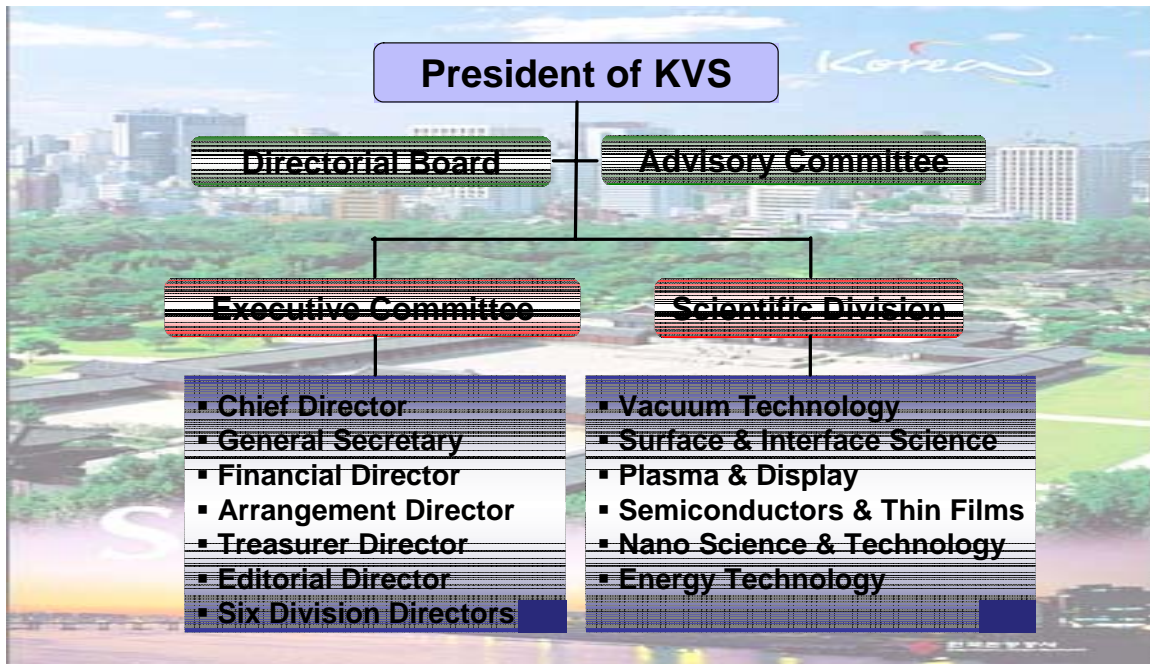 President of KVS
Korea
Directorial Board
Advisory Committee
Executive Committee
Scientific Division
▪ Chief Director
▪ General Secretary
▪ Financial Director
▪ Arrangement Director
▪ Treasurer Director
▪ Editorial Director
▪ Six Division Directors
▪ Vacuum Technology
▪ Surface & Interface Science
▪ Plasma & Display
▪ Semiconductors & Thin Films
▪ Nano Science & Technology
▪ Energy Technology